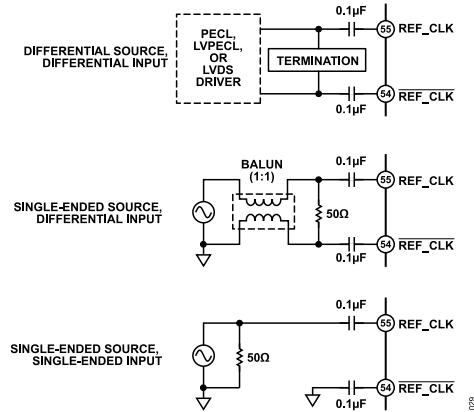 0.1µF
55 REF_CLK
PECL,
LVPECL,
OR
LVDS
DRIVER
DIFFERENTIAL SOURCE,
DIFFERENTIAL INPUT
TERMINATION
54 REF_CLK
0.1µF
BALUN
(1:1)
0.1µF
55 REF_CLK
SINGLE-ENDED SOURCE,
DIFFERENTIAL INPUT
50Ω
54 REF_CLK
0.1µF
0.1µF
55 REF_CLK
SINGLE-ENDED SOURCE,
SINGLE-ENDED INPUT
50Ω
54 REF_CLK
0.1µF
029